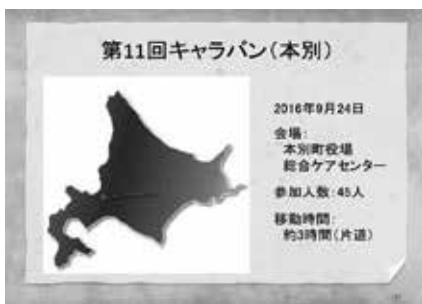 第11回キャラバン（本別）
2016年9月24日
会場：
本別町役場
総合ケアセンター
参加人数：45人
移動時間：
約3時間（片道）